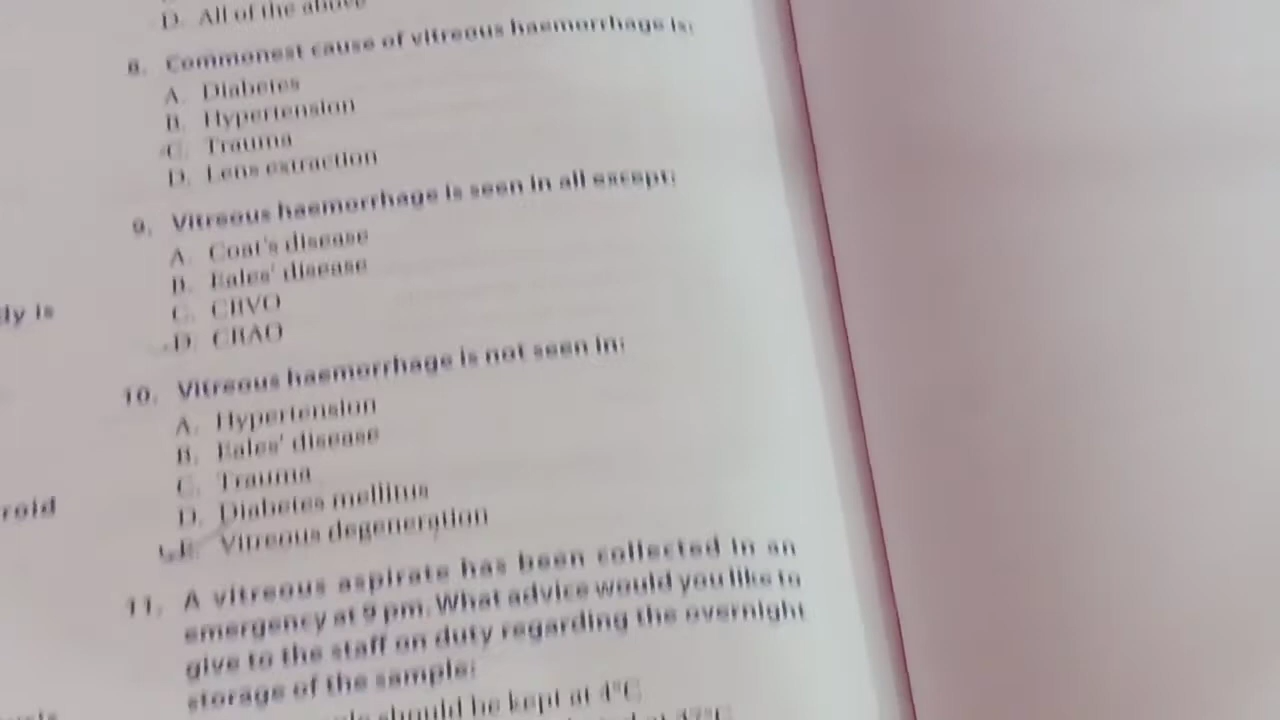 D. All of the above
8. Commonest cause of vitreous haemorrhage is:
A. Diabetes
B. Hypertension
C. Trauma
D. Lens extraction
9. Vitreous haemorrhage is seen in all except:
A. Coat's disease
B. Eales' disease
C. CRVO
D. CRAO
10. Vitreous haemorrhage is not seen in:
A. Hypertension
B. Eales' disease
C. Trauma
D. Diabetes mellitus
E. Vitreous degeneration
11. A vitreous aspirate has been collected in an
emergency at 9 pm. What advice would you like to
give to the staff on duty regarding the overnight
storage of the sample:
should be kept at 4°C
at 37°C
is